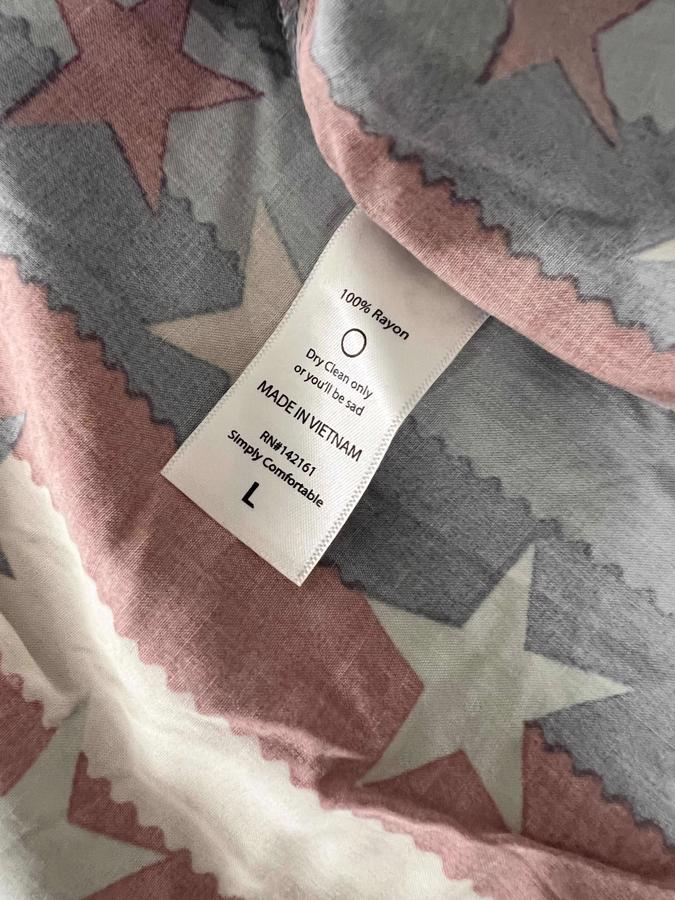 100% Rayon
Dry Clean only
or you'll be sad
MADE IN VIETNAM
RN#142161
Simply Comfortable
L